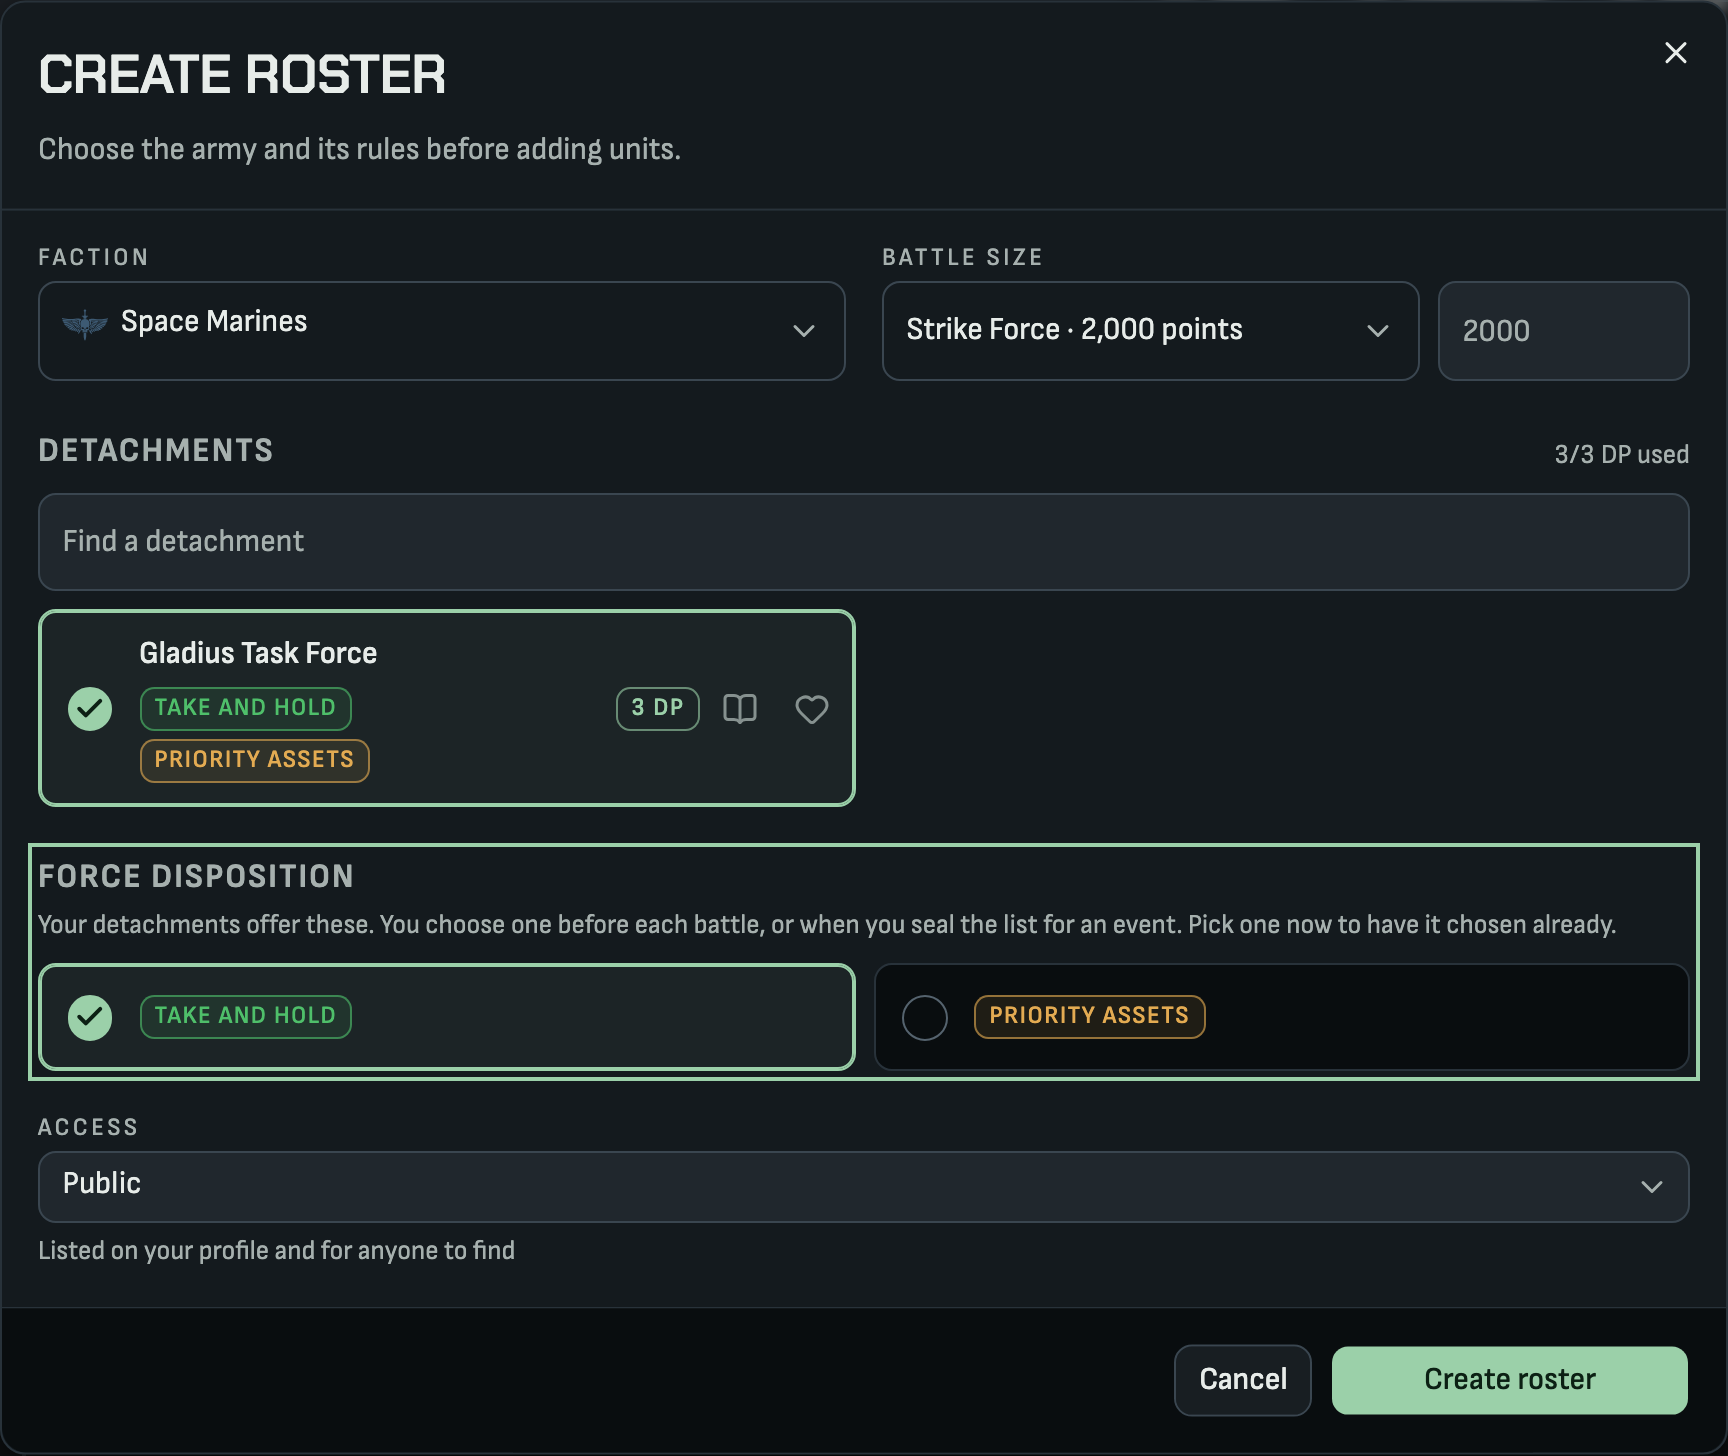 CREATE ROSTER
Choose the army and its rules before adding units.
FACTION
Space Marines
BATTLE SIZE
Strike Force · 2,000 points
2000
DETACHMENTS
3/3 DP used
Find a detachment
Gladius Task Force
TAKE AND HOLD
PRIORITY ASSETS
3 DP
FORCE DISPOSITION
Your detachments offer these. You choose one before each battle, or when you seal the list for an event. Pick one now to have it chosen already.
TAKE AND HOLD
PRIORITY ASSETS
ACCESS
Public
Listed on your profile and for anyone to find
Cancel
Create roster